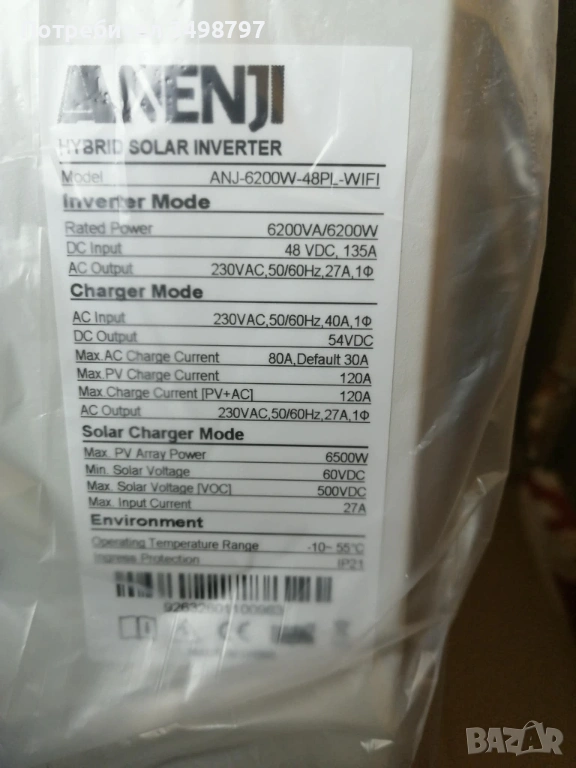 потребител 3498797
ANENJI
HYBRID SOLAR INVERTER
Model ANJ-6200W-48PL-WIFI
Inverter Mode
Rated Power 6200VA/6200W
DC Input 48 VDC, 135A
AC Output 230VAC,50/60Hz,27A,1Φ
Charger Mode
AC Input 230VAC,50/60Hz,40A,1Φ
DC Output 54VDC
Max.AC Charge Current 80A,Default 30A
Max.PV Charge Current 120A
Max.Charge Current [PV+AC] 120A
AC Output 230VAC,50/60Hz,27A,1Φ
Solar Charger Mode
Max. PV Array Power 6500W
Min. Solar Voltage 60VDC
Max. Solar Voltage [VOC] 500VDC
Max. Input Current 27A
Environment
Operating Temperature Range -10~ 55℃
Ingress Protection IP21
CE
BAZAR